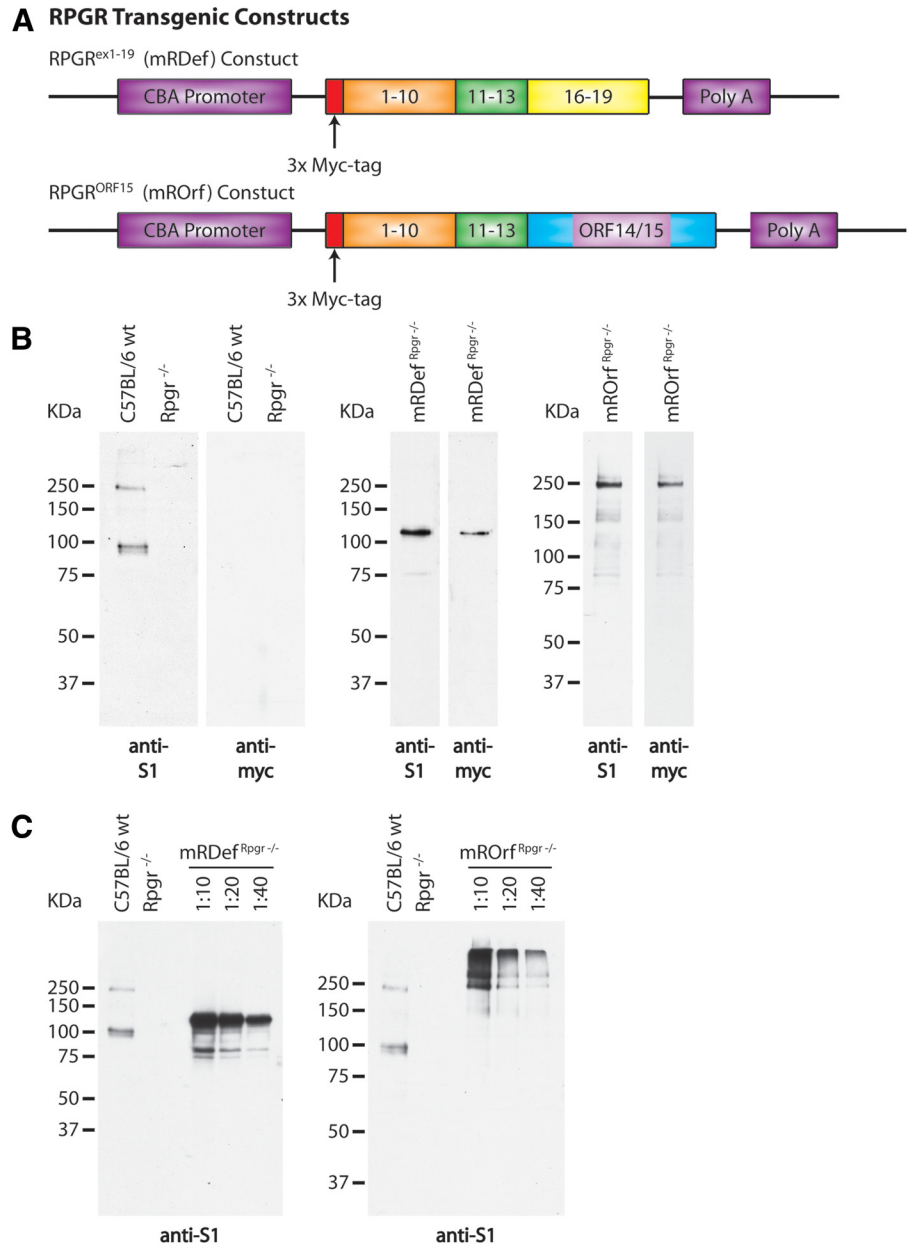 A RPGR Transgenic Constructs
RPGRex1-19 (mRDef) Constuct
CBA Promoter 1-10 11-13 16-19 Poly A
3x Myc-tag
RPGRORF15 (mROrf) Constuct
CBA Promoter 1-10 11-13 ORF14/15 Poly A
3x Myc-tag
B
KDa
C57BL/6 wt
Rpgr -/-
C57BL/6 wt
Rpgr -/-
250
150
100
75
50
37
anti-
S1
anti-
myc
KDa
mRDef Rpgr -/-
mRDef Rpgr -/-
250
150
100
75
50
37
anti-
S1
anti-
myc
KDa
mROrf Rpgr -/-
mROrf Rpgr -/-
250
150
100
75
50
37
anti-
S1
anti-
myc
C
KDa
C57BL/6 wt
Rpgr -/-
mRDef Rpgr -/-
1:10
1:20
1:40
250
150
100
75
50
37
anti-S1
KDa
C57BL/6 wt
Rpgr -/-
mROrf Rpgr -/-
1:10
1:20
1:40
250
150
100
75
50
37
anti-S1